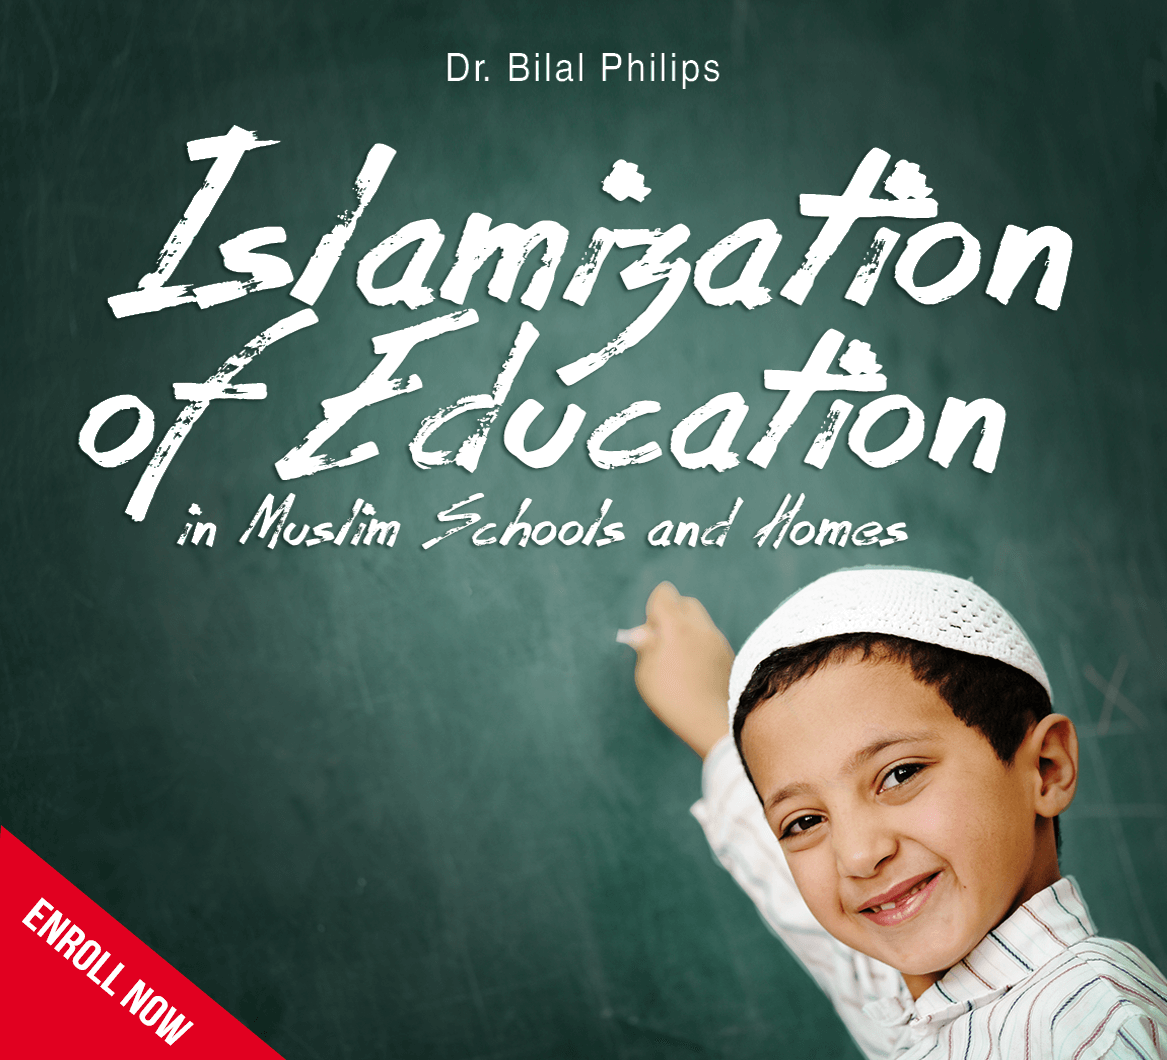 Dr. Bilal Philips
Islamization
of Education
in Muslim Schools and Homes
ENROLL NOW